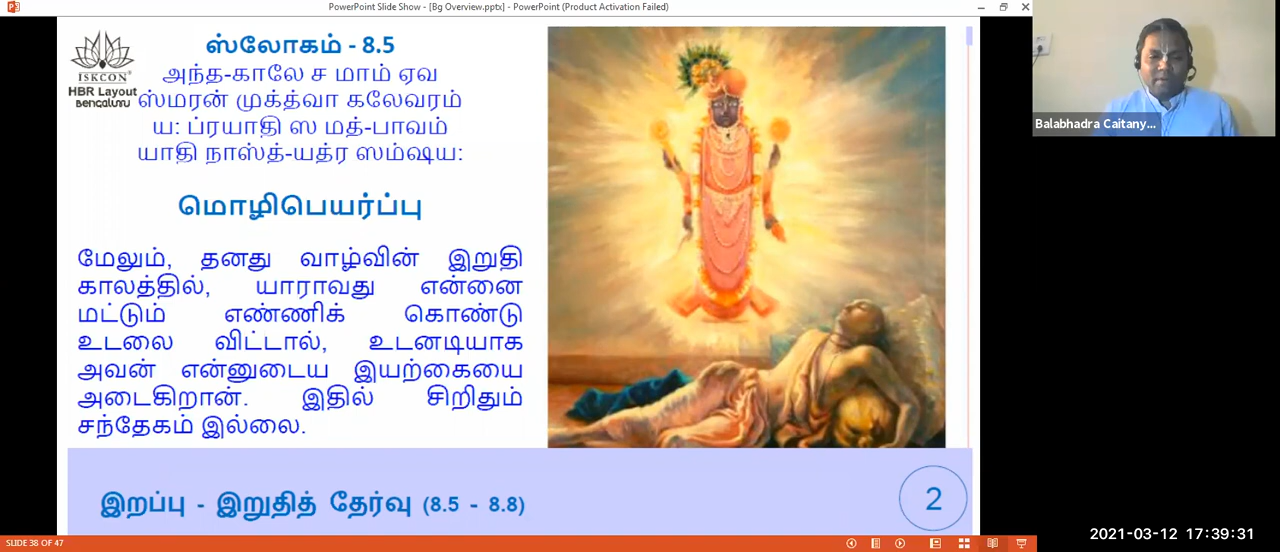 PowerPoint Slide Show - [Bg Overview.pptx] - PowerPoint (Product Activation Failed)
ISKCON
HBR Layout
BENGALURU
ஸ்லோகம் - 8.5
அந்த-காலே ச மாம் ஏவ
ஸ்மரன் முக்த்வா கலேவரம்
ய: ப்ரயாதி ஸ மத்-பாவம்
யாதி நாஸ்த்-யத்ர ஸம்ஷய:
மொழிபெயர்ப்பு
மேலும், தனது வாழ்வின் இறுதி
காலத்தில், யாராவது என்னை
மட்டும் எண்ணிக் கொண்டு
உடலை விட்டால், உடனடியாக
அவன் என்னுடைய இயற்கையை
அடைகிறான். இதில் சிறிதும்
சந்தேகம் இல்லை.
இறப்பு - இறுதித் தேர்வு (8.5 - 8.8)
2
Balabhadra Caitany...
SLIDE 38 OF 47
2021-03-12 17:39:31